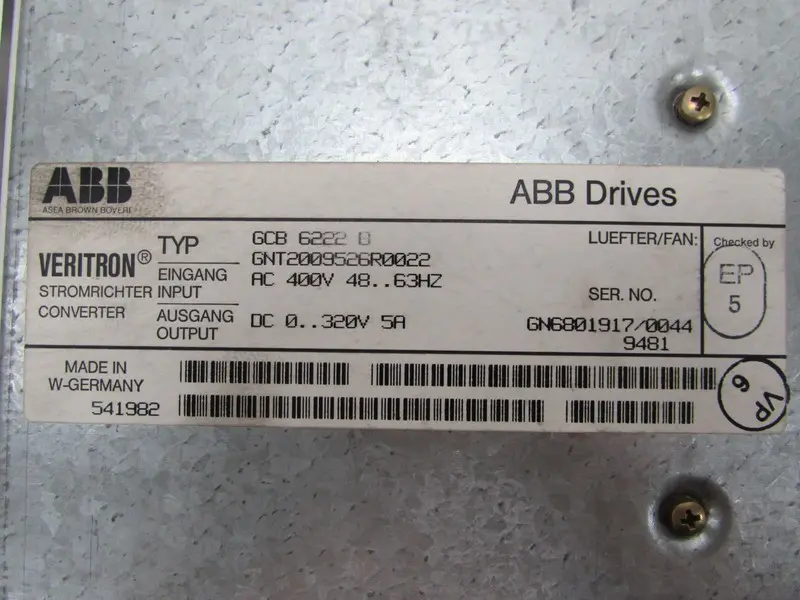 ABB
ASEA BROWN BOVERI
ABB Drives
VERITRON®
STROMRICHTER
CONVERTER
TYP
GCB 6222 B
GNT2009526R0022
EINGANG
INPUT
AC 400V 48..63HZ
AUSGANG
OUTPUT
DC 0..320V 5A
LUEFTER/FAN:
SER. NO.
GN6801917/0044
9481
Checked by
EP
5
MADE IN
W-GERMANY
541982
VP
6